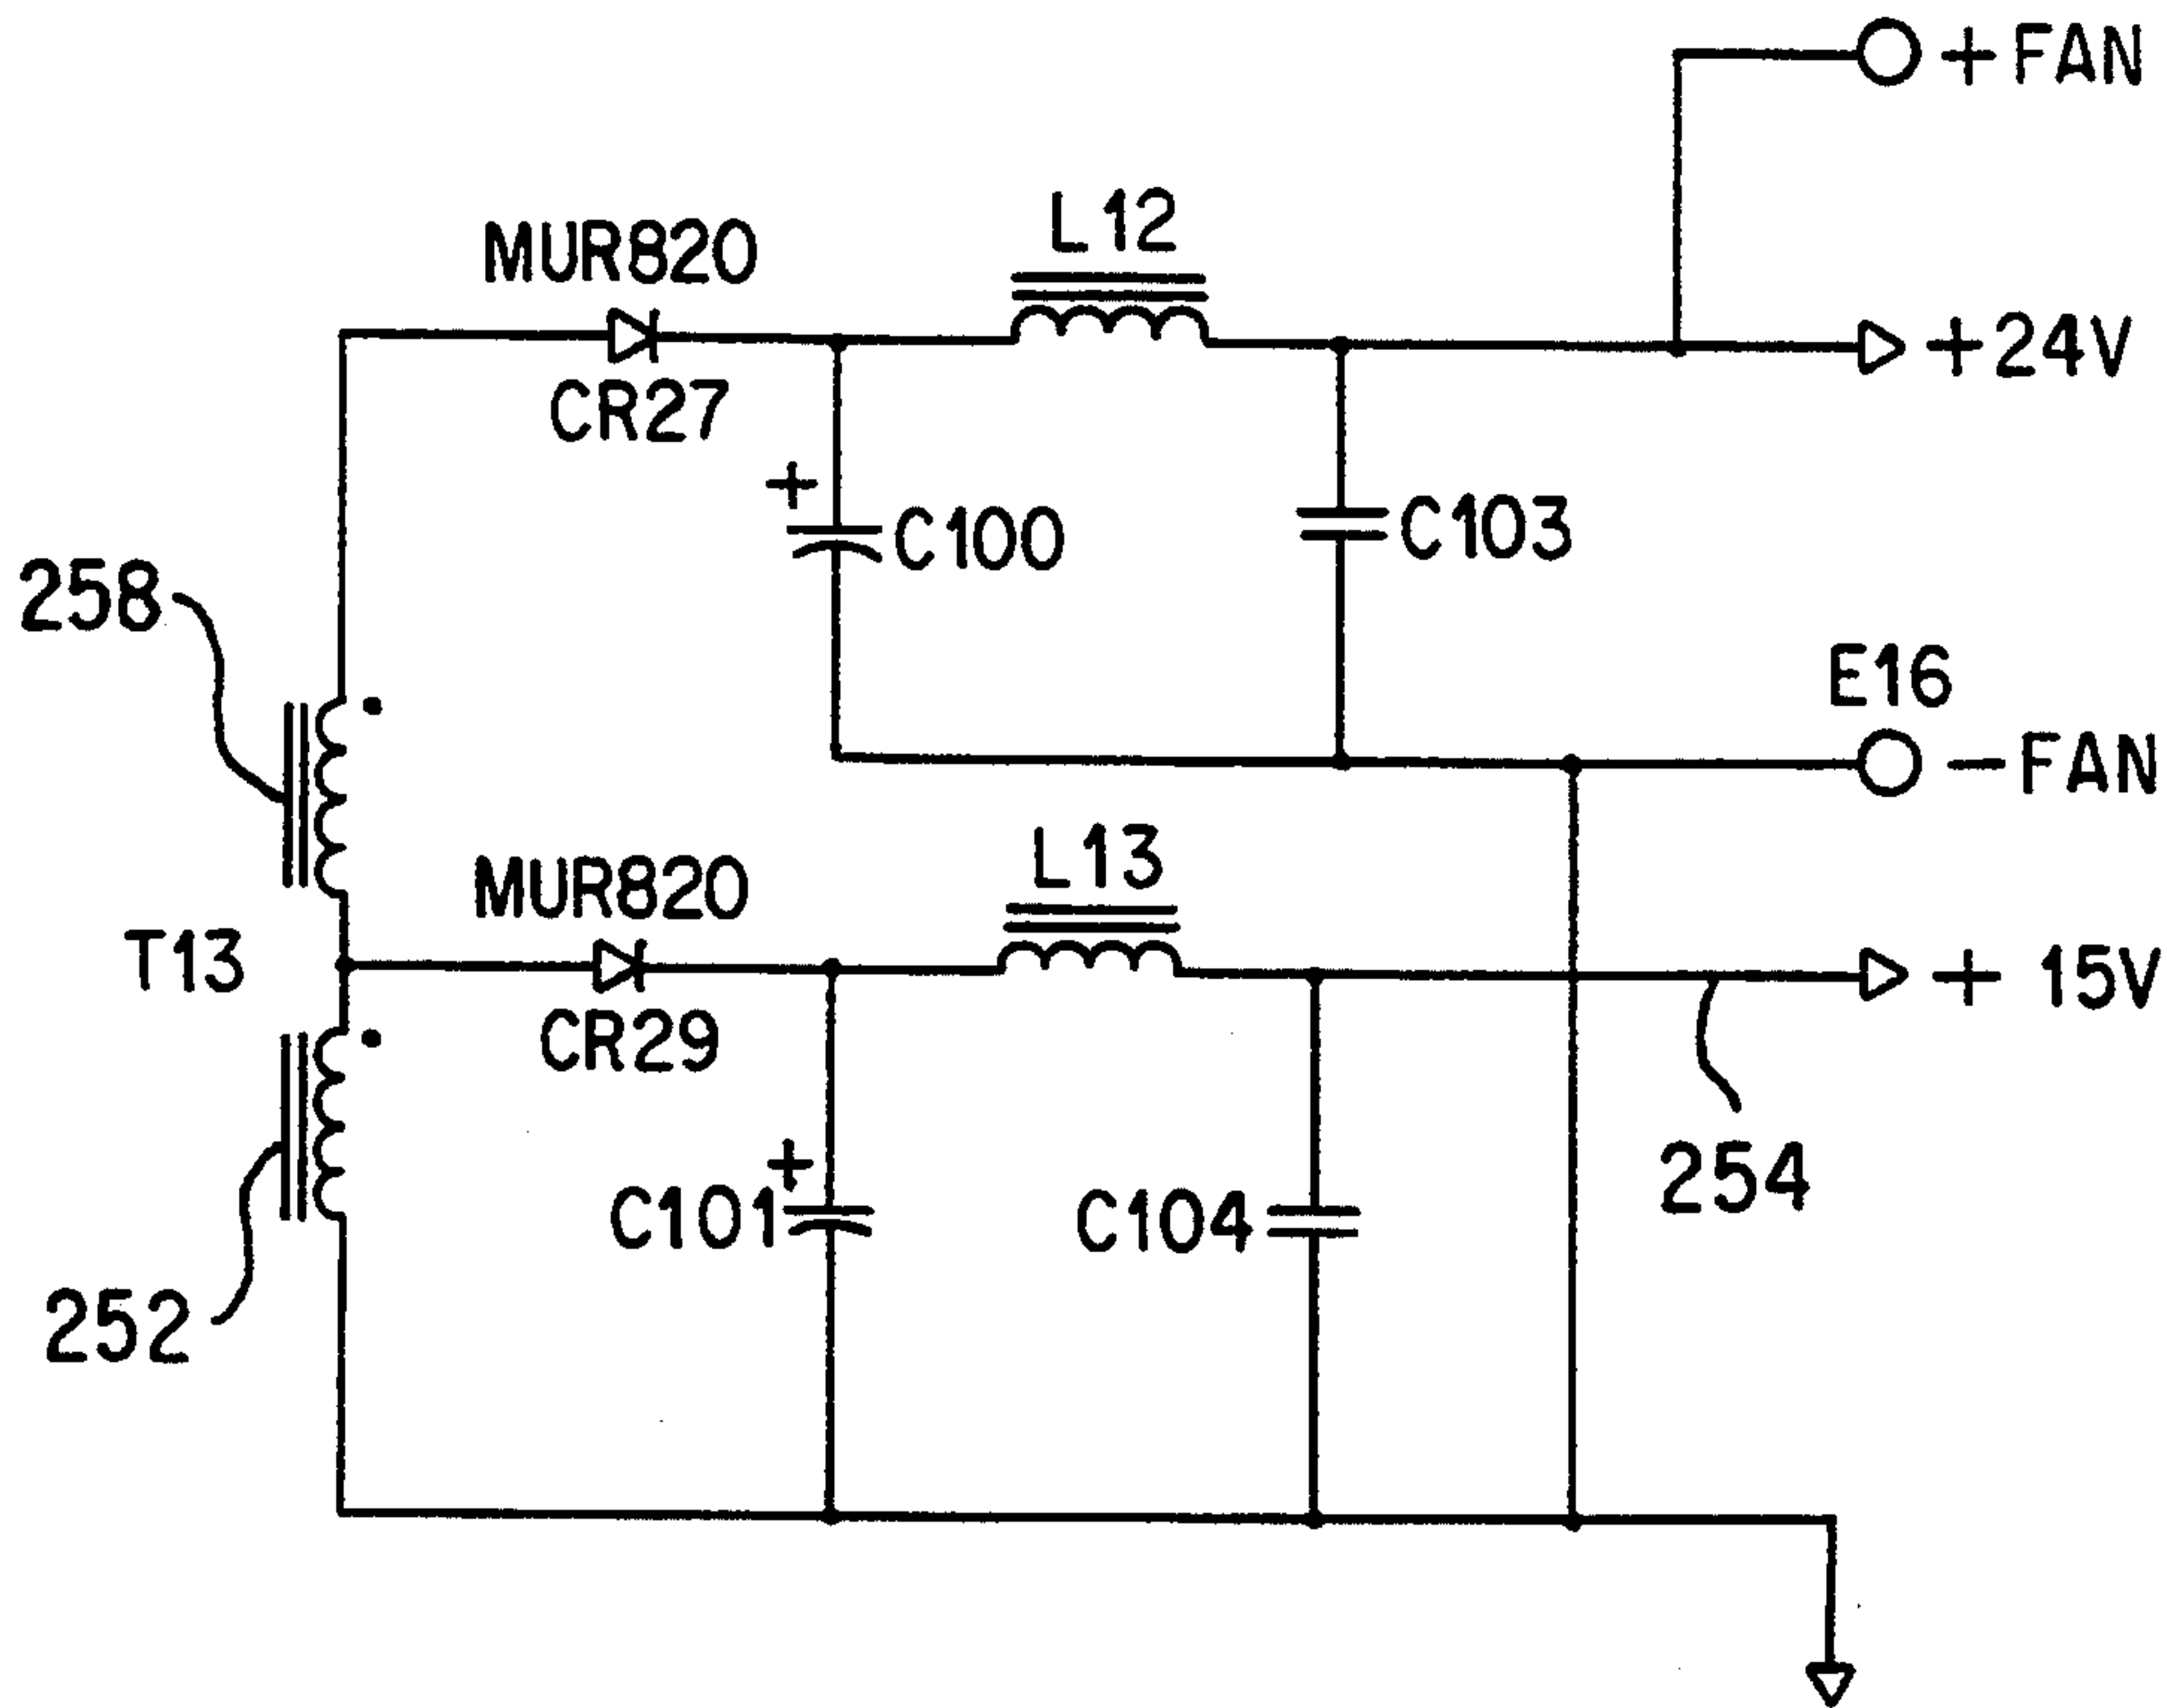 +FAN
L12
MUR820
+24V
CR27
+
C100
C103
258
E16
-FAN
L13
MUR820
T13
+ 15V
CR29
254
+
C101
C104
252